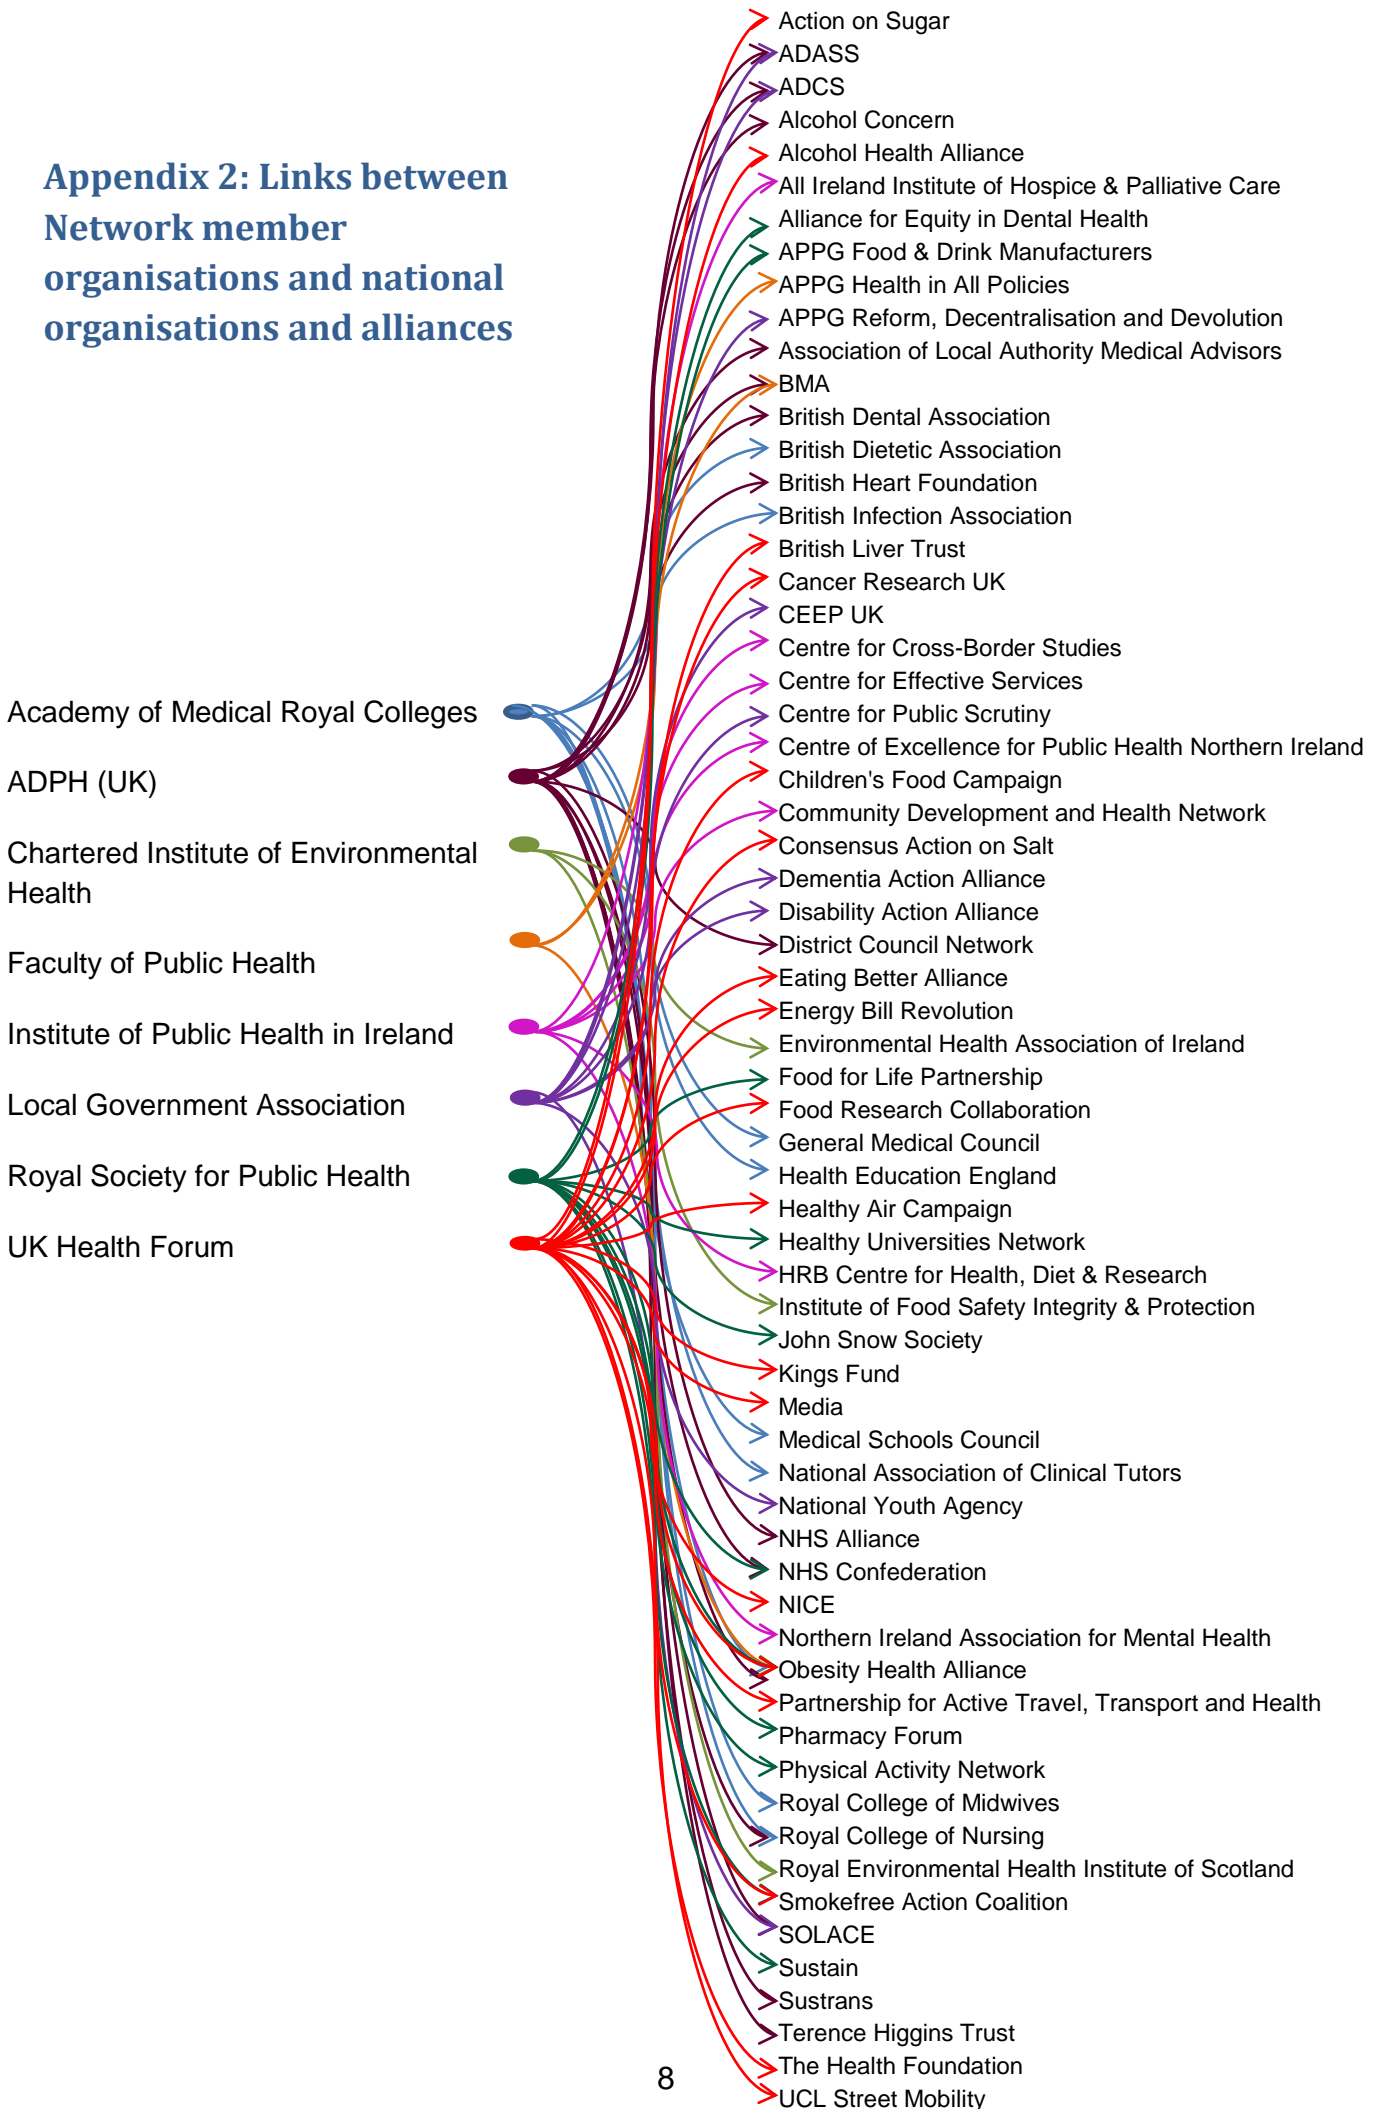 Appendix 2: Links between
Network member
organisations and national
organisations and alliances
Academy of Medical Royal Colleges
ADPH (UK)
Chartered Institute of Environmental
Health
Faculty of Public Health
Institute of Public Health in Ireland
Local Government Association
Royal Society for Public Health
UK Health Forum
Action on Sugar
ADASS
ADCS
Alcohol Concern
Alcohol Health Alliance
All Ireland Institute of Hospice & Palliative Care
Alliance for Equity in Dental Health
APPG Food & Drink Manufacturers
APPG Health in All Policies
APPG Reform, Decentralisation and Devolution
Association of Local Authority Medical Advisors
BMA
British Dental Association
British Dietetic Association
British Heart Foundation
British Infection Association
British Liver Trust
Cancer Research UK
CEEP UK
Centre for Cross-Border Studies
Centre for Effective Services
Centre for Public Scrutiny
Centre of Excellence for Public Health Northern Ireland
Children's Food Campaign
Community Development and Health Network
Consensus Action on Salt
Dementia Action Alliance
Disability Action Alliance
District Council Network
Eating Better Alliance
Energy Bill Revolution
Environmental Health Association of Ireland
Food for Life Partnership
Food Research Collaboration
General Medical Council
Health Education England
Healthy Air Campaign
Healthy Universities Network
HRB Centre for Health, Diet & Research
Institute of Food Safety Integrity & Protection
John Snow Society
Kings Fund
Media
Medical Schools Council
National Association of Clinical Tutors
National Youth Agency
NHS Alliance
NHS Confederation
NICE
Northern Ireland Association for Mental Health
Obesity Health Alliance
Partnership for Active Travel, Transport and Health
Pharmacy Forum
Physical Activity Network
Royal College of Midwives
Royal College of Nursing
Royal Environmental Health Institute of Scotland
Smokefree Action Coalition
SOLACE
Sustain
Sustrans
Terence Higgins Trust
The Health Foundation
UCL Street Mobility
8